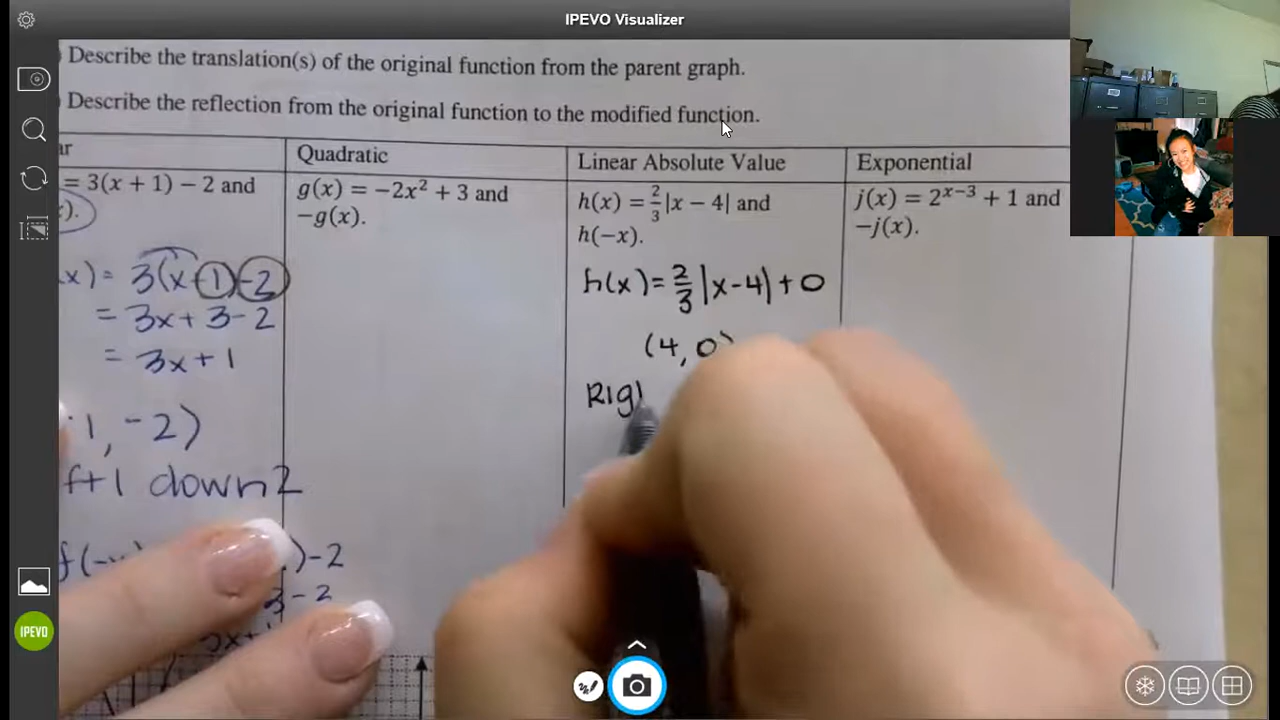 IPEVO Visualizer
Describe the translation(s) of the original function from the parent graph.
Describe the reflection from the original function to the modified function.
ar
= 3(x + 1) − 2 and
x).
x) = 3(x+1)-2
= 3x + 3 - 2
= 3x + 1
1, -2)
ft 1 down 2
f(-x
) - 2
3 - 2
Quadratic
g(x) = −2x² + 3 and
−g(x).
Linear Absolute Value
h(x) = 2/3|x − 4| and
h(−x).
h(x) = 2/3|x-4| + 0
(4, 0)
Righ
Exponential
j(x) = 2^{x−3} + 1 and
−j(x).
IPEVO